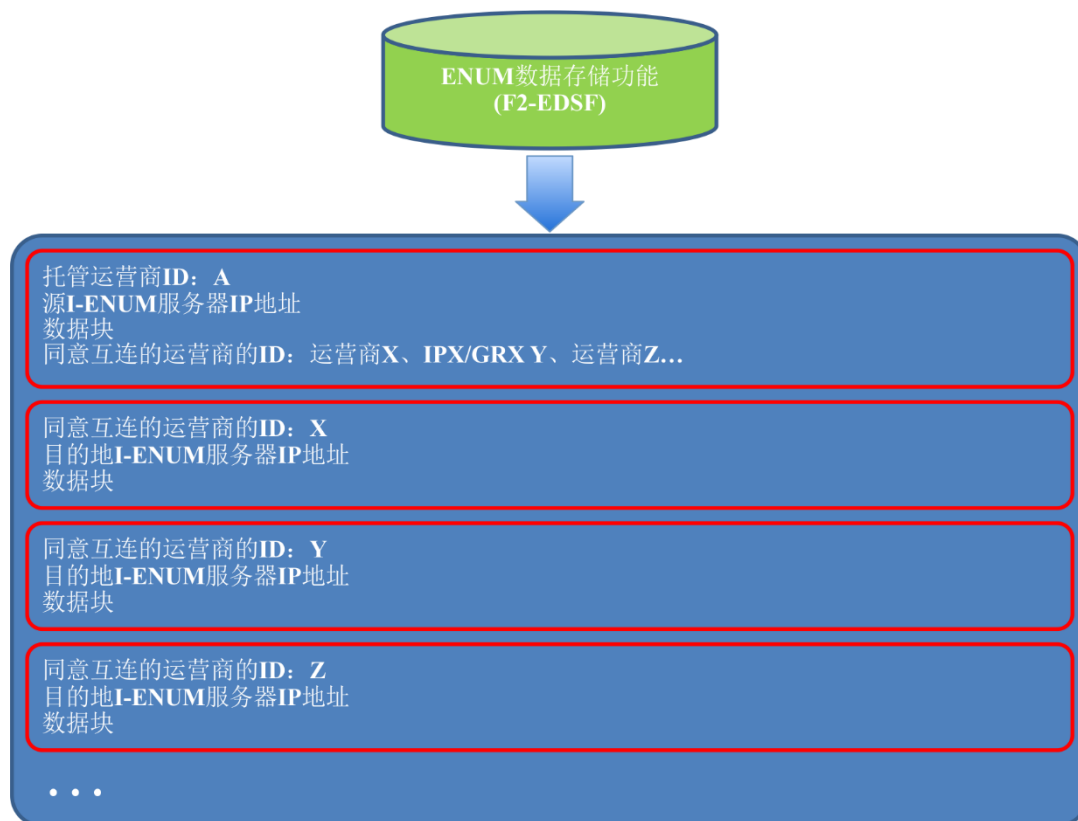 ENUM数据存储功能
(F2-EDSF)
托管运营商ID：A
源I-ENUM服务器IP地址
数据块
同意互连的运营商的ID：运营商X、IPX/GRX Y、运营商Z…
同意互连的运营商的ID：X
目的地I-ENUM服务器IP地址
数据块
同意互连的运营商的ID：Y
目的地I-ENUM服务器IP地址
数据块
同意互连的运营商的ID：Z
目的地I-ENUM服务器IP地址
数据块
• • •